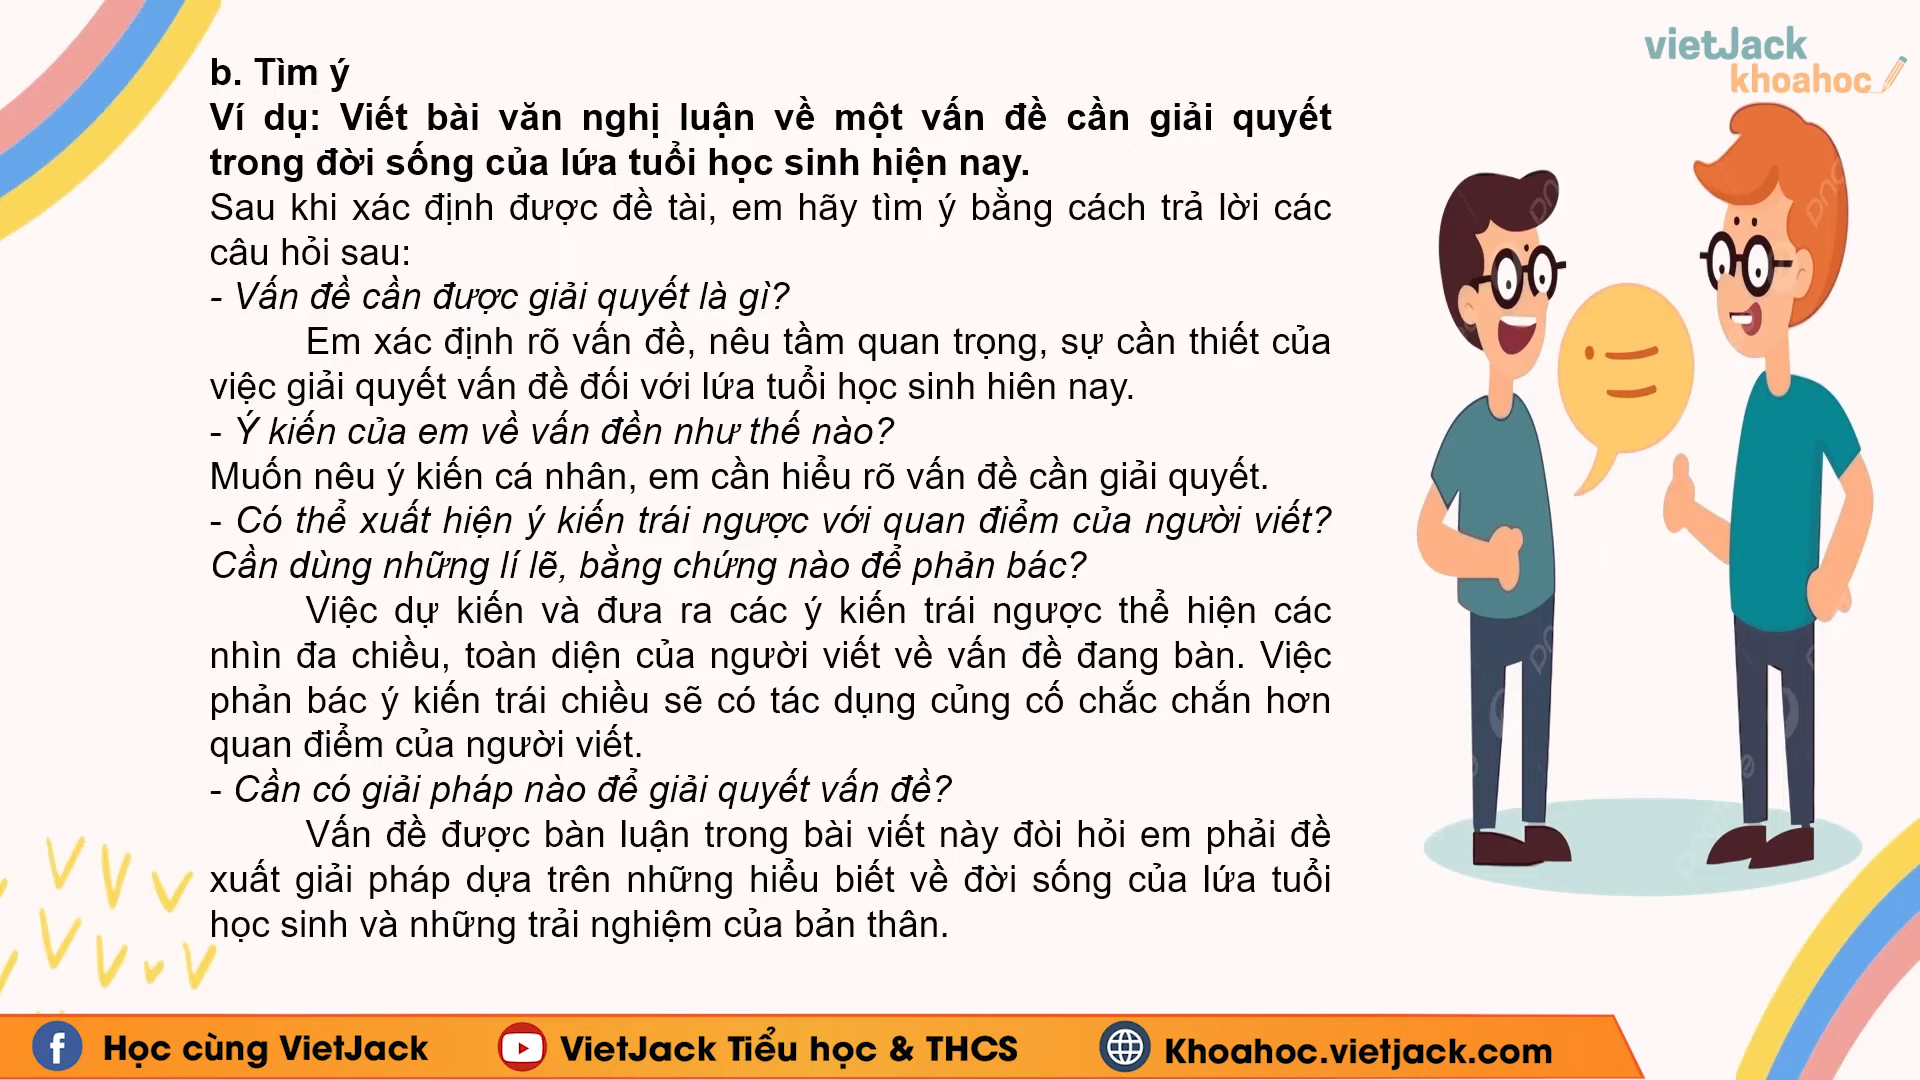 vietJack
khoahoc
b. Tìm ý
Ví dụ: Viết bài văn nghị luận về một vấn đề cần giải quyết
trong đời sống của lứa tuổi học sinh hiện nay.
Sau khi xác định được đề tài, em hãy tìm ý bằng cách trả lời các
câu hỏi sau:
- Vấn đề cần được giải quyết là gì?
Em xác định rõ vấn đề, nêu tầm quan trọng, sự cần thiết của
việc giải quyết vấn đề đối với lứa tuổi học sinh hiên nay.
- Ý kiến của em về vấn đền như thế nào?
Muốn nêu ý kiến cá nhân, em cần hiểu rõ vấn đề cần giải quyết.
- Có thể xuất hiện ý kiến trái ngược với quan điểm của người viết?
Cần dùng những lí lẽ, bằng chứng nào để phản bác?
Việc dự kiến và đưa ra các ý kiến trái ngược thể hiện các
nhìn đa chiều, toàn diện của người viết về vấn đề đang bàn. Việc
phản bác ý kiến trái chiều sẽ có tác dụng củng cố chắc chắn hơn
quan điểm của người viết.
- Cần có giải pháp nào để giải quyết vấn đề?
Vấn đề được bàn luận trong bài viết này đòi hỏi em phải đề
xuất giải pháp dựa trên những hiểu biết về đời sống của lứa tuổi
học sinh và những trải nghiệm của bản thân.
Học cùng VietJack
VietJack Tiểu học & THCS
Khoahoc.vietjack.com